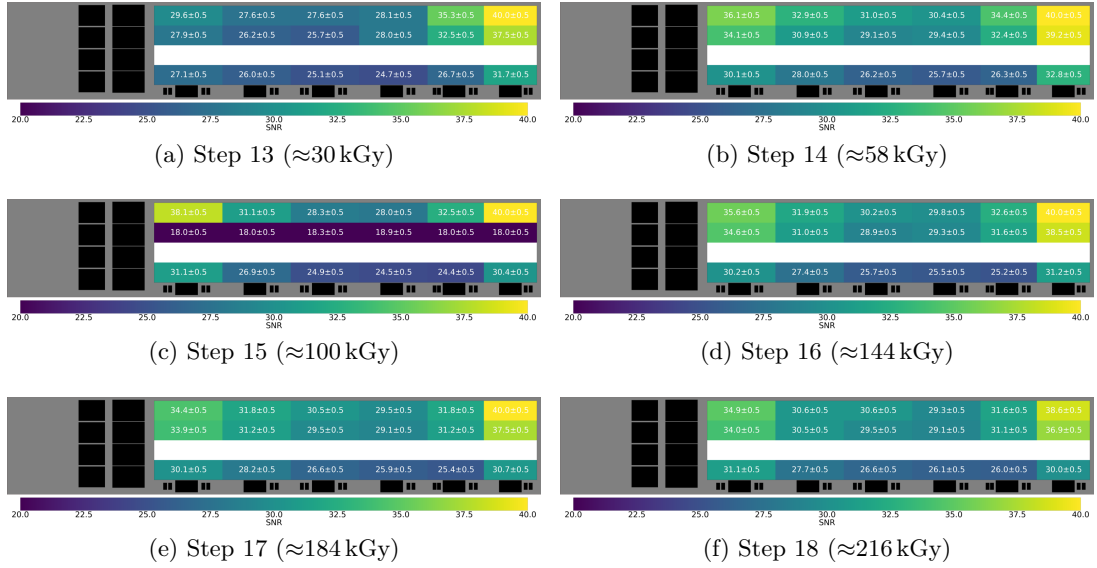 29.6±0.5 27.6±0.5 27.6±0.5 28.1±0.5 35.3±0.5 40.0±0.5
27.9±0.5 26.2±0.5 25.7±0.5 28.0±0.5 32.5±0.5 37.5±0.5
27.1±0.5 26.0±0.5 25.1±0.5 24.7±0.5 26.7±0.5 31.7±0.5
20.0 22.5 25.0 27.5 30.0 32.5 35.0 37.5 40.0
SNR
(a) Step 13 (≈30 kGy)
36.1±0.5 32.9±0.5 31.0±0.5 30.4±0.5 34.4±0.5 40.0±0.5
34.1±0.5 30.9±0.5 29.1±0.5 29.4±0.5 32.4±0.5 39.2±0.5
30.1±0.5 28.0±0.5 26.2±0.5 25.7±0.5 26.3±0.5 32.8±0.5
20.0 22.5 25.0 27.5 30.0 32.5 35.0 37.5 40.0
SNR
(b) Step 14 (≈58 kGy)
38.1±0.5 31.1±0.5 28.3±0.5 28.0±0.5 32.5±0.5 40.0±0.5
18.0±0.5 18.0±0.5 18.3±0.5 18.9±0.5 18.0±0.5 18.0±0.5
31.1±0.5 26.9±0.5 24.9±0.5 24.5±0.5 24.4±0.5 30.4±0.5
20.0 22.5 25.0 27.5 30.0 32.5 35.0 37.5 40.0
SNR
(c) Step 15 (≈100 kGy)
35.6±0.5 31.9±0.5 30.2±0.5 29.8±0.5 32.6±0.5 40.0±0.5
34.6±0.5 31.0±0.5 28.9±0.5 29.3±0.5 31.6±0.5 38.5±0.5
30.2±0.5 27.4±0.5 25.7±0.5 25.5±0.5 25.2±0.5 31.2±0.5
20.0 22.5 25.0 27.5 30.0 32.5 35.0 37.5 40.0
SNR
(d) Step 16 (≈144 kGy)
34.4±0.5 31.8±0.5 30.5±0.5 29.5±0.5 31.8±0.5 40.0±0.5
33.9±0.5 31.2±0.5 29.5±0.5 29.1±0.5 31.2±0.5 37.5±0.5
30.1±0.5 28.2±0.5 26.6±0.5 25.9±0.5 25.4±0.5 30.7±0.5
20.0 22.5 25.0 27.5 30.0 32.5 35.0 37.5 40.0
SNR
(e) Step 17 (≈184 kGy)
34.9±0.5 30.6±0.5 30.6±0.5 29.3±0.5 31.6±0.5 38.6±0.5
34.0±0.5 30.5±0.5 29.5±0.5 29.1±0.5 31.1±0.5 36.9±0.5
31.1±0.5 27.7±0.5 26.6±0.5 26.1±0.5 26.0±0.5 30.0±0.5
20.0 22.5 25.0 27.5 30.0 32.5 35.0 37.5 40.0
SNR
(f) Step 18 (≈216 kGy)